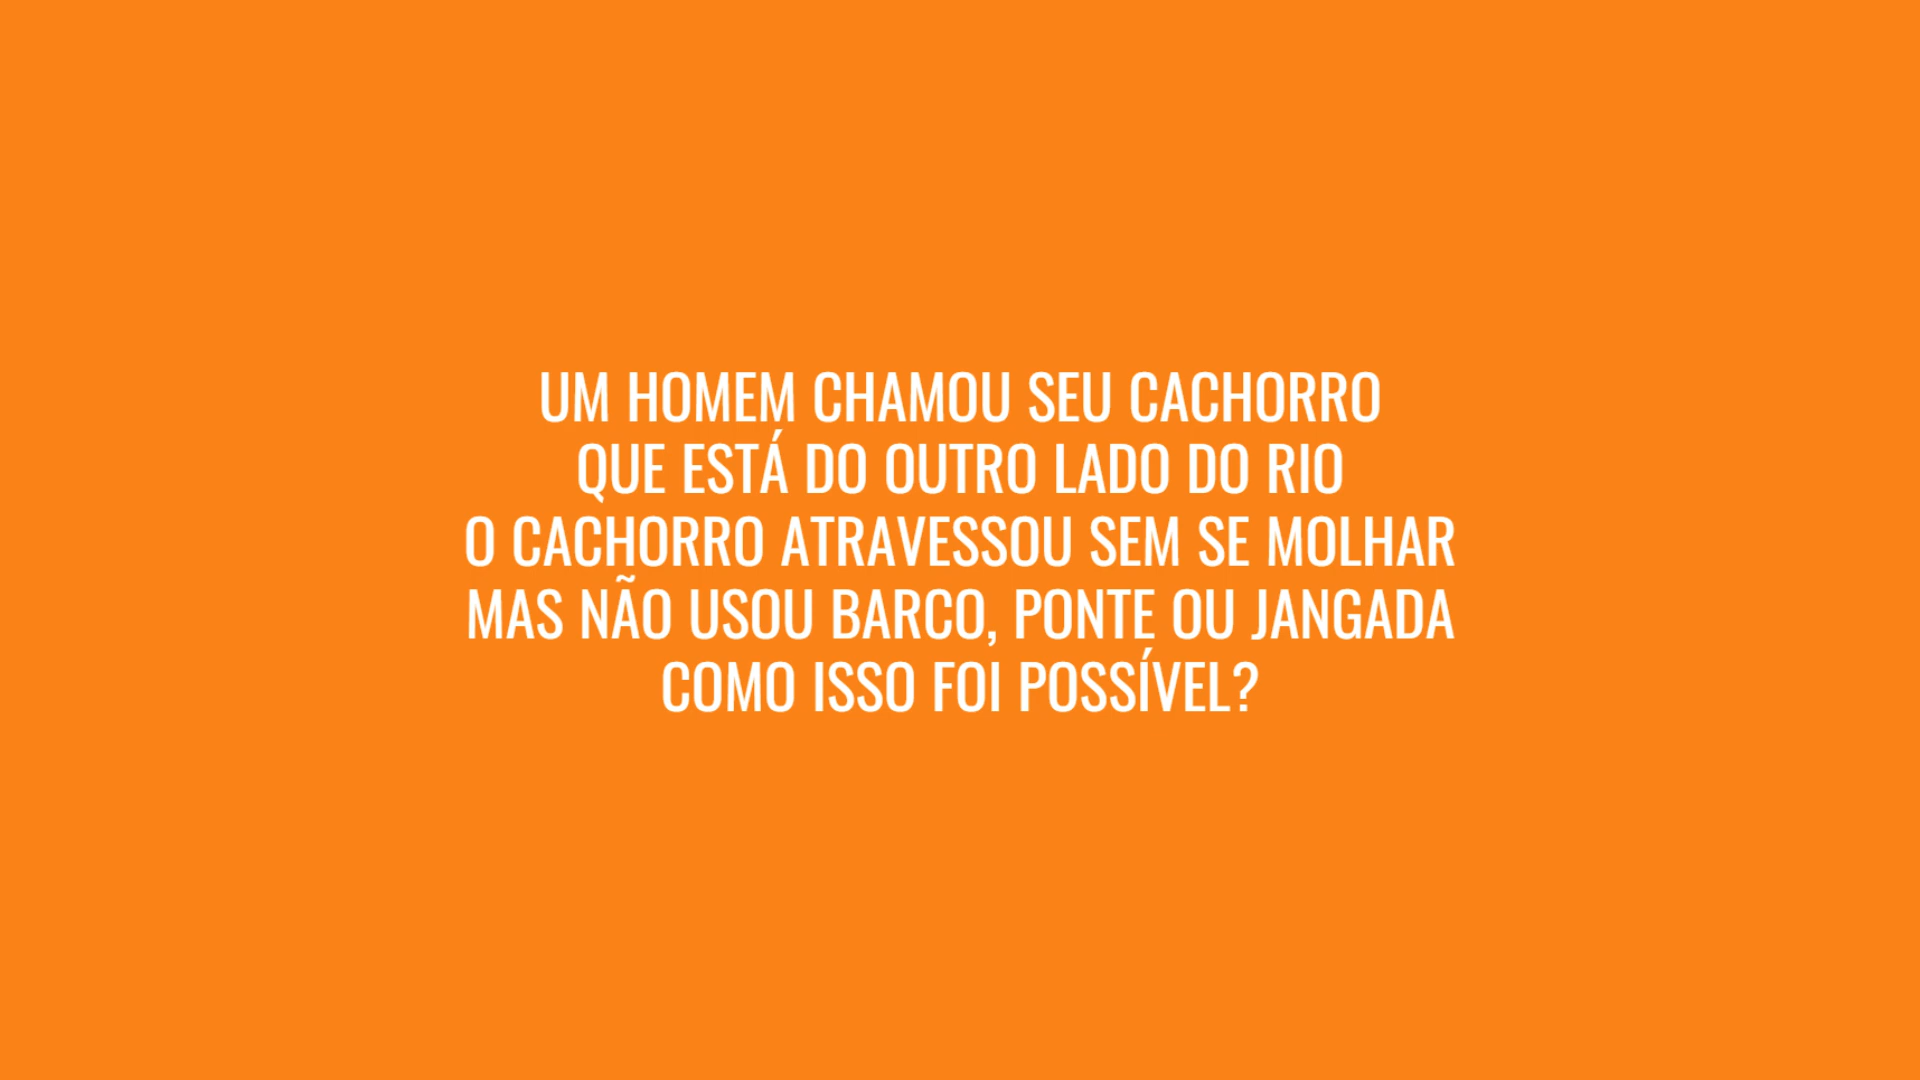 UM HOMEM CHAMOU SEU CACHORRO
QUE ESTÁ DO OUTRO LADO DO RIO
O CACHORRO ATRAVESSOU SEM SE MOLHAR
MAS NÃO USOU BARCO, PONTE OU JANGADA
COMO ISSO FOI POSSÍVEL?